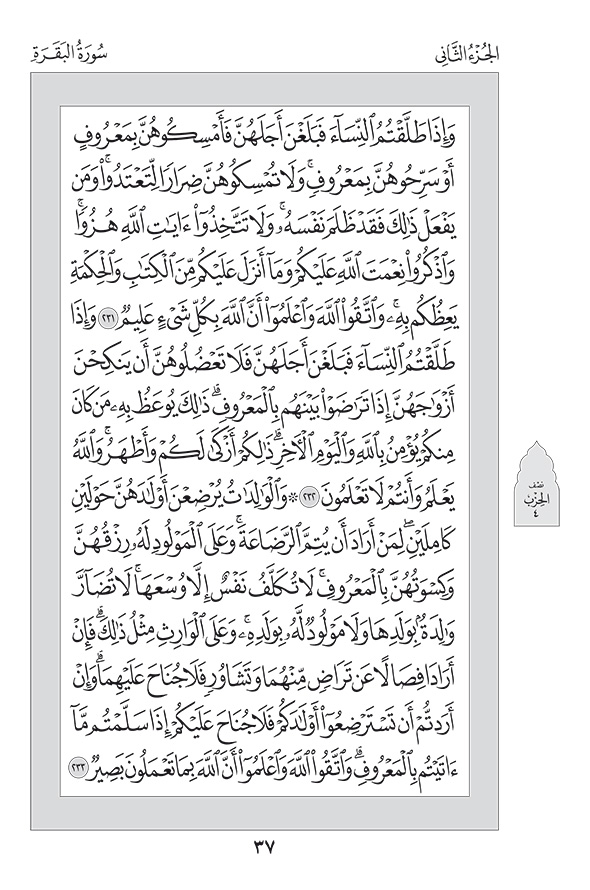 الجُزْءُ الثَّانِي
سُورَةُ البَقَرَةِ
وَإِذَا طَلَّقْتُمُ ٱلنِّسَآءَ فَبَلَغْنَ أَجَلَهُنَّ فَأَمْسِكُوهُنَّ بِمَعْرُوفٍ
أَوْ سَرِّحُوهُنَّ بِمَعْرُوفٖۚ وَلَا تُمْسِكُوهُنَّ ضِرَارٗا لِّتَعْتَدُواْۚ وَمَن
يَفْعَلْ ذَٰلِكَ فَقَدْ ظَلَمَ نَفْسَهُۥۚ وَلَا تَتَّخِذُوٓاْ ءَايَٰتِ ٱللَّهِ هُزُوٗاۚ
وَٱذْكُرُواْ نِعْمَتَ ٱللَّهِ عَلَيْكُمْ وَمَآ أَنزَلَ عَلَيْكُم مِّنَ ٱلْكِتَٰبِ وَٱلْحِكْمَةِ
يَعِظُكُم بِهِۦۚ وَٱتَّقُواْ ٱللَّهَ وَٱعْلَمُوٓاْ أَنَّ ٱللَّهَ بِكُلِّ شَيْءٍ عَلِيمٞ ٢٣١ وَإِذَا
طَلَّقْتُمُ ٱلنِّسَآءَ فَبَلَغْنَ أَجَلَهُنَّ فَلَا تَعْضُلُوهُنَّ أَن يَنكِحْنَ
أَزْوَٰجَهُنَّ إِذَا تَرَٰضَوْاْ بَيْنَهُم بِٱلْمَعْرُوفِۗ ذَٰلِكَ يُوعَظُ بِهِۦ مَن كَانَ
مِنكُمْ يُؤْمِنُ بِٱللَّهِ وَٱلْيَوْمِ ٱلْأٓخِرِۗ ذَٰلِكُمْ أَزْكَىٰ لَكُمْ وَأَطْهَرُۚ وَٱللَّهُ
يَعْلَمُ وَأَنتُمْ لَا تَعْلَمُونَ ٢٣٢ ۞ وَٱلْوَٰلِدَٰتُ يُرْضِعْنَ أَوْلَٰدَهُنَّ حَوْلَيْنِ
كَامِلَيْنِۖ لِمَنْ أَرَادَ أَن يُتِمَّ ٱلرَّضَاعَةَۚ وَعَلَى ٱلْمَوْلُودِ لَهُۥ رِزْقُهُنَّ
وَكِسْوَتُهُنَّ بِٱلْمَعْرُوفِۚ لَا تُكَلَّفُ نَفْسٌ إِلَّا وُسْعَهَاۚ لَا تُضَآرَّ
وَٰلِدَةُۢ بِوَلَدِهَا وَلَا مَوْلُودٞ لَّهُۥ بِوَلَدِهِۦۚ وَعَلَى ٱلْوَارِثِ مِثْلُ ذَٰلِكَۗ فَإِنْ
أَرَادَا فِصَالًا عَن تَرَاضٖ مِّنْهُمَا وَتَشَاوُرٖ فَلَا جُنَاحَ عَلَيْهِمَاۗ وَإِنْ
أَرَدتُّمْ أَن تَسْتَرْضِعُوٓاْ أَوْلَٰدَكُمْ فَلَا جُنَاحَ عَلَيْكُمْ إِذَا سَلَّمْتُم مَّآ
ءَاتَيْتُم بِٱلْمَعْرُوفِۗ وَٱتَّقُواْ ٱللَّهَ وَٱعْلَمُوٓاْ أَنَّ ٱللَّهَ بِمَا تَعْمَلُونَ بَصِيرٞ ٢٣٣
نصف
الحِزْب
٤
٣٧